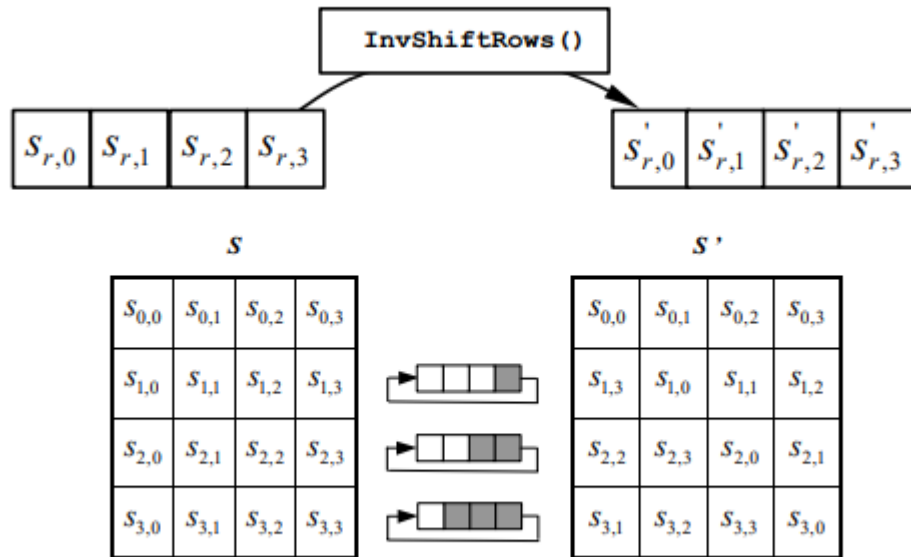 InvShiftRows()
S_{r,0} S_{r,1} S_{r,2} S_{r,3} S'_{r,0} S'_{r,1} S'_{r,2} S'_{r,3}
S S'
S_{0,0} S_{0,1} S_{0,2} S_{0,3} S_{0,0} S_{0,1} S_{0,2} S_{0,3}
S_{1,0} S_{1,1} S_{1,2} S_{1,3} S_{1,3} S_{1,0} S_{1,1} S_{1,2}
S_{2,0} S_{2,1} S_{2,2} S_{2,3} S_{2,2} S_{2,3} S_{2,0} S_{2,1}
S_{3,0} S_{3,1} S_{3,2} S_{3,3} S_{3,1} S_{3,2} S_{3,3} S_{3,0}